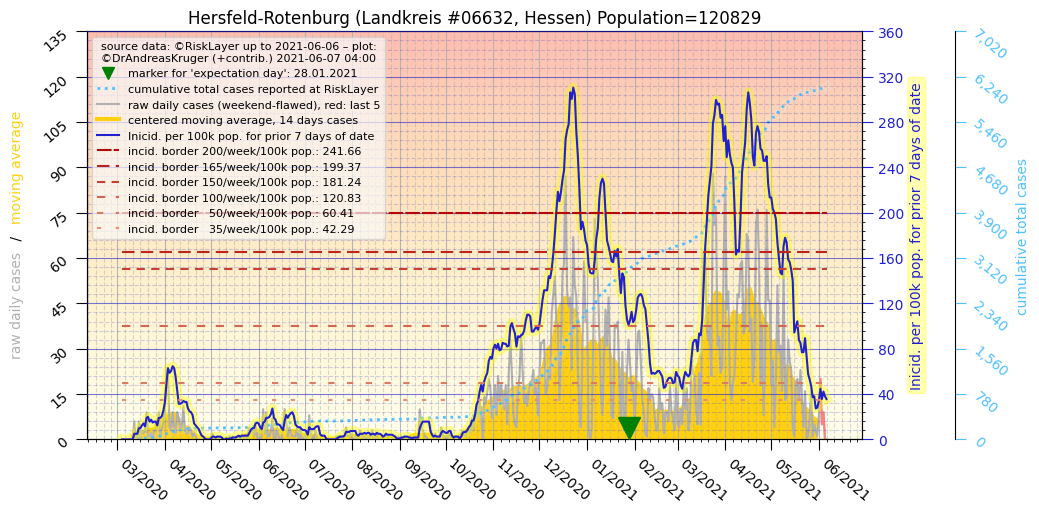 Hersfeld-Rotenburg (Landkreis #06632, Hessen) Population=120829
source data: ©RiskLayer up to 2021-06-06 – plot:
©DrAndreasKruger (+contrib.) 2021-06-07 04:00
marker for 'expectation day': 28.01.2021
cumulative total cases reported at RiskLayer
raw daily cases (weekend-flawed), red: last 5
centered moving average, 14 days cases
Inicid. per 100k pop. for prior 7 days of date
incid. border 200/week/100k pop.: 241.66
incid. border 165/week/100k pop.: 199.37
incid. border 150/week/100k pop.: 181.24
incid. border 100/week/100k pop.: 120.83
incid. border   50/week/100k pop.: 60.41
incid. border   35/week/100k pop.: 42.29
raw daily cases  /  moving average
135
120
105
90
75
60
45
30
15
0
03/2020
04/2020
05/2020
06/2020
07/2020
08/2020
09/2020
10/2020
11/2020
12/2020
01/2021
02/2021
03/2021
04/2021
05/2021
06/2021
360
320
280
240
200
160
120
80
40
0
Inicid. per 100k pop. for prior 7 days of date
7,020
6,240
5,460
4,680
3,900
3,120
2,340
1,560
780
0
cumulative total cases